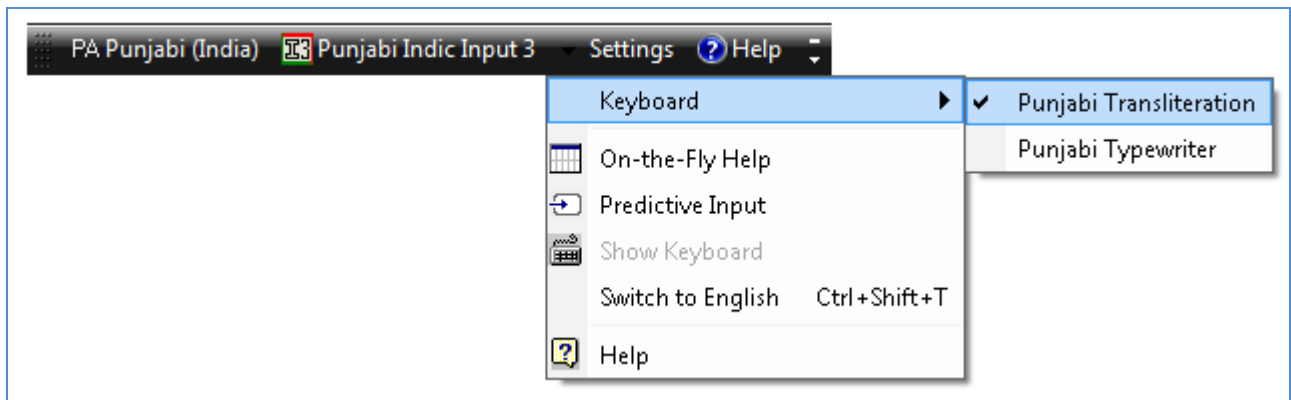 PA Punjabi (India) I3 Punjabi Indic Input 3 Settings ? Help
Keyboard
Punjabi Transliteration
Punjabi Typewriter
On-the-Fly Help
Predictive Input
Show Keyboard
Switch to English Ctrl+Shift+T
? Help